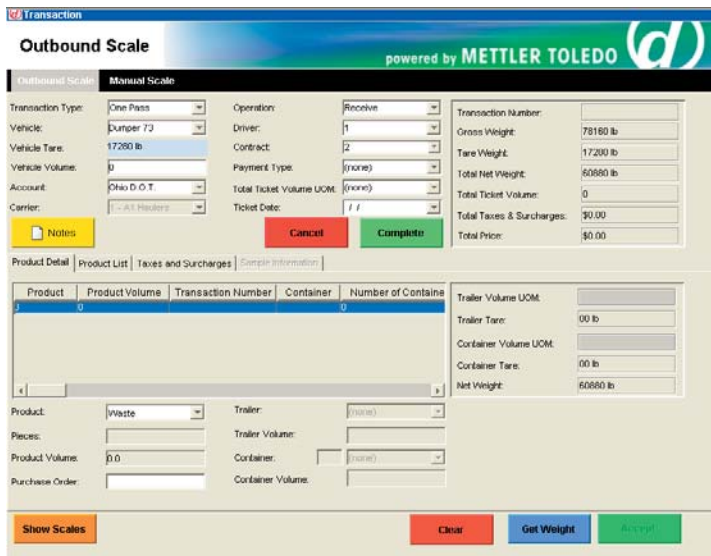 (d) Transaction
Outbound Scale
powered by METTLER TOLEDO (d)
Outbound Scale Manual Scale
Transaction Type: One Pass Operation: Receive Transaction Number:
Vehicle: Dumper 73 Driver: 1 Gross Weight: 78160 lb
Vehicle Tare: 17280 lb Contract: 2 Tare Weight: 17280 lb
Vehicle Volume: 0 Payment Type: (none) Total Net Weight: 60880 lb
Account: Ohio D.O.T. Total Ticket Volume UOM: (none) Total Ticket Volume: 0
Carrier: 1 - A1 Haulers Ticket Date: / / Total Taxes & Surcharges: $0.00
Notes Cancel Complete Total Price: $0.00
Product Detail Product List Taxes and Surcharges Sample Information
Product Product Volume Transaction Number Container Number of Containe
0 0
Trailer Volume UOM:
Trailer Tare: 00 lb
Container Volume UOM:
Container Tare: 00 lb
Net Weight: 60880 lb
Product: Waste Trailer: (none)
Pieces: Trailer Volume:
Product Volume: 0.0 Container: (none)
Purchase Order: Container Volume:
Show Scales Clear Get Weight Accept